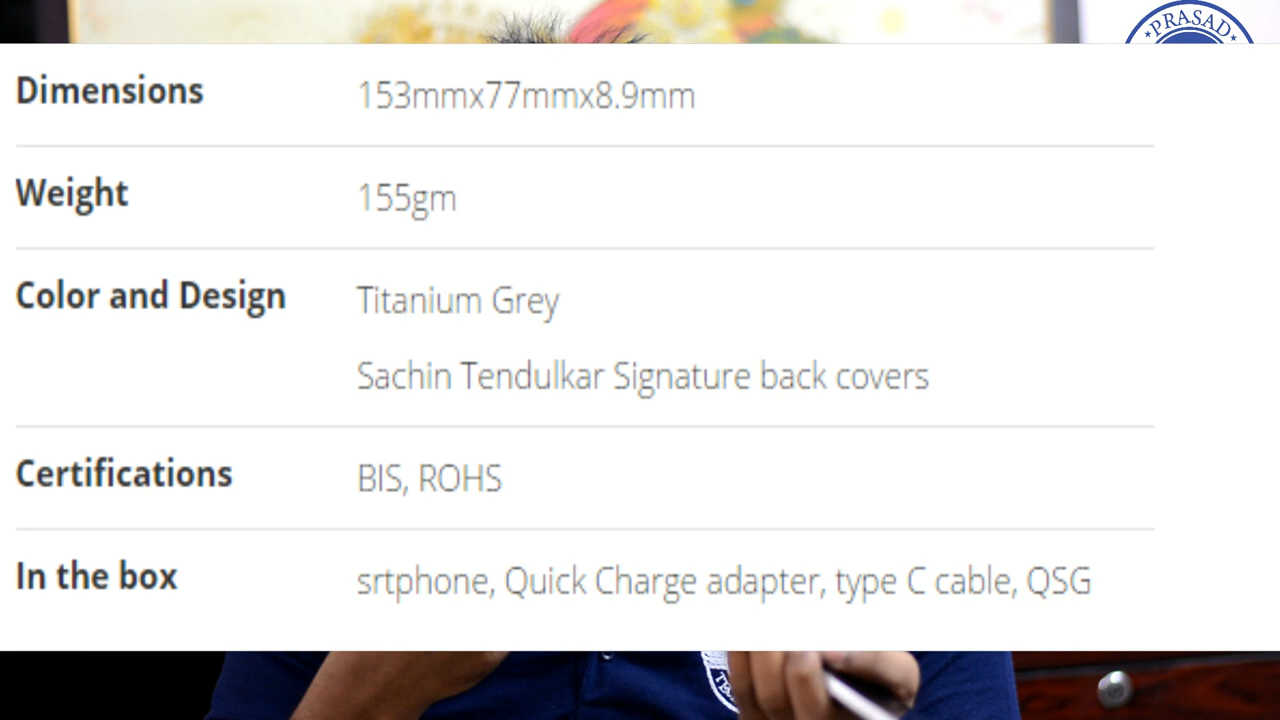 PRASAD
Dimensions 153mmx77mmx8.9mm
Weight 155gm
Color and Design Titanium Grey
Sachin Tendulkar Signature back covers
Certifications BIS, ROHS
In the box srtphone, Quick Charge adapter, type C cable, QSG